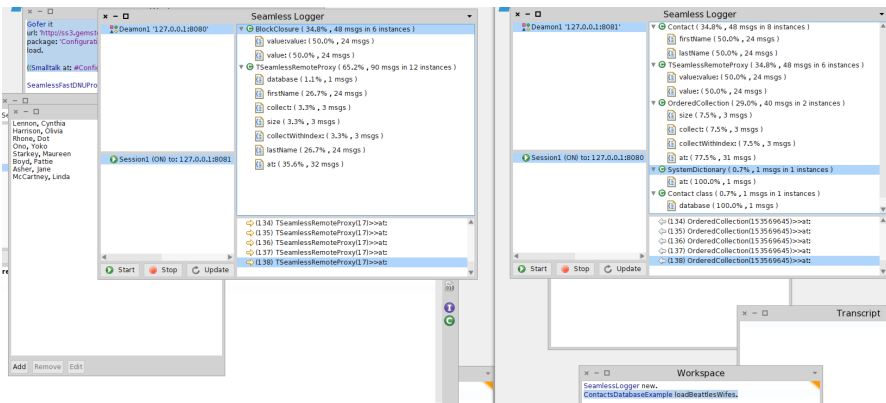 Gofer it
url: 'http://ss3.gemst
package: 'Configurati
load.
((Smalltalk at: #Confi
SeamlessFastDNUPro
Lennon, Cynthia
Harrison, Olivia
Rhone, Dot
Ono, Yoko
Starkey, Maureen
Boyd, Pattie
Asher, Jane
McCartney, Linda
Add Remove Edit
Seamless Logger
Deamon1 '127.0.0.1:8080'
Session1 (ON) to: 127.0.0.1:8081
BlockClosure ( 34.8% , 48 msgs in 6 instances )
value:value: ( 50.0% , 24 msgs )
value: ( 50.0% , 24 msgs )
TSeamlessRemoteProxy ( 65.2% , 90 msgs in 12 instances )
database ( 1.1% , 1 msgs )
firstName ( 26.7% , 24 msgs )
collect: ( 3.3% , 3 msgs )
size ( 3.3% , 3 msgs )
collectWithIndex: ( 3.3% , 3 msgs )
lastName ( 26.7% , 24 msgs )
at: ( 35.6% , 32 msgs )
(134) TSeamlessRemoteProxy(17)>>at:
(135) TSeamlessRemoteProxy(17)>>at:
(136) TSeamlessRemoteProxy(17)>>at:
(137) TSeamlessRemoteProxy(17)>>at:
(138) TSeamlessRemoteProxy(17)>>at:
Start Stop Update
Seamless Logger
Deamon1 '127.0.0.1:8081'
Session1 (ON) to: 127.0.0.1:8080
Contact ( 34.8% , 48 msgs in 8 instances )
firstName ( 50.0% , 24 msgs )
lastName ( 50.0% , 24 msgs )
TSeamlessRemoteProxy ( 34.8% , 48 msgs in 6 instances )
value:value: ( 50.0% , 24 msgs )
value: ( 50.0% , 24 msgs )
OrderedCollection ( 29.0% , 40 msgs in 2 instances )
size ( 7.5% , 3 msgs )
collect: ( 7.5% , 3 msgs )
collectWithIndex: ( 7.5% , 3 msgs )
at: ( 77.5% , 31 msgs )
SystemDictionary ( 0.7% , 1 msgs in 1 instances )
at: ( 100.0% , 1 msgs )
Contact class ( 0.7% , 1 msgs in 1 instances )
database ( 100.0% , 1 msgs )
(134) OrderedCollection(153569645)>>at:
(135) OrderedCollection(153569645)>>at:
(136) OrderedCollection(153569645)>>at:
(137) OrderedCollection(153569645)>>at:
(138) OrderedCollection(153569645)>>at:
Start Stop Update
Transcript
Workspace
SeamlessLogger new.
ContactsDatabaseExample loadBeattlesWifes.